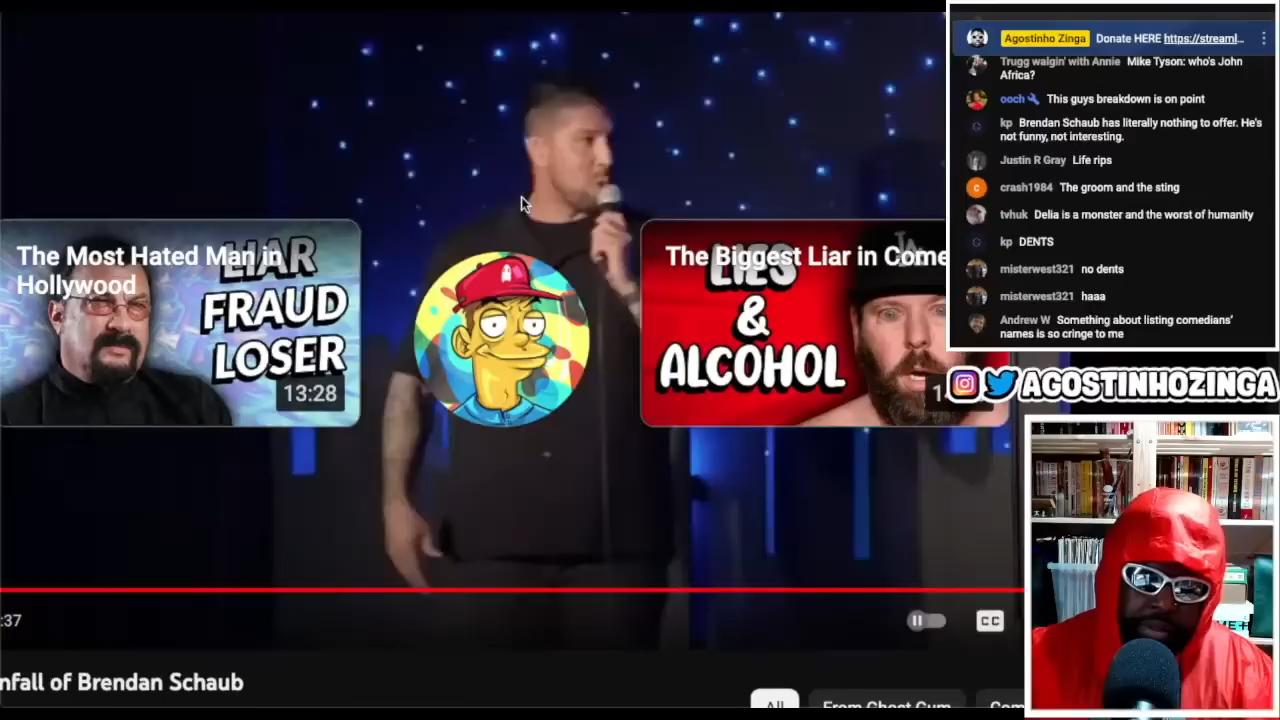 Agostinho Zinga Donate HERE https://streaml...
Trugg walgin' with Annie Mike Tyson: who's John
Africa?
ooch This guys breakdown is on point
kp Brendan Schaub has literally nothing to offer. He's
not funny, not interesting.
Justin R Gray Life rips
crash1984 The groom and the sting
tvhuk Delia is a monster and the worst of humanity
kp DENTS
misterwest321 no dents
misterwest321 haaa
Andrew W Something about listing comedians'
names is so cringe to me
AGOSTINHOZINGA
The Most Hated Man in
Hollywood
LIAR
FRAUD
LOSER
13:28
The Biggest Liar in Come
LIES
&
ALCOHOL
LA
:37
CC
nfall of Brendan Schaub
All
From Ghost Gum